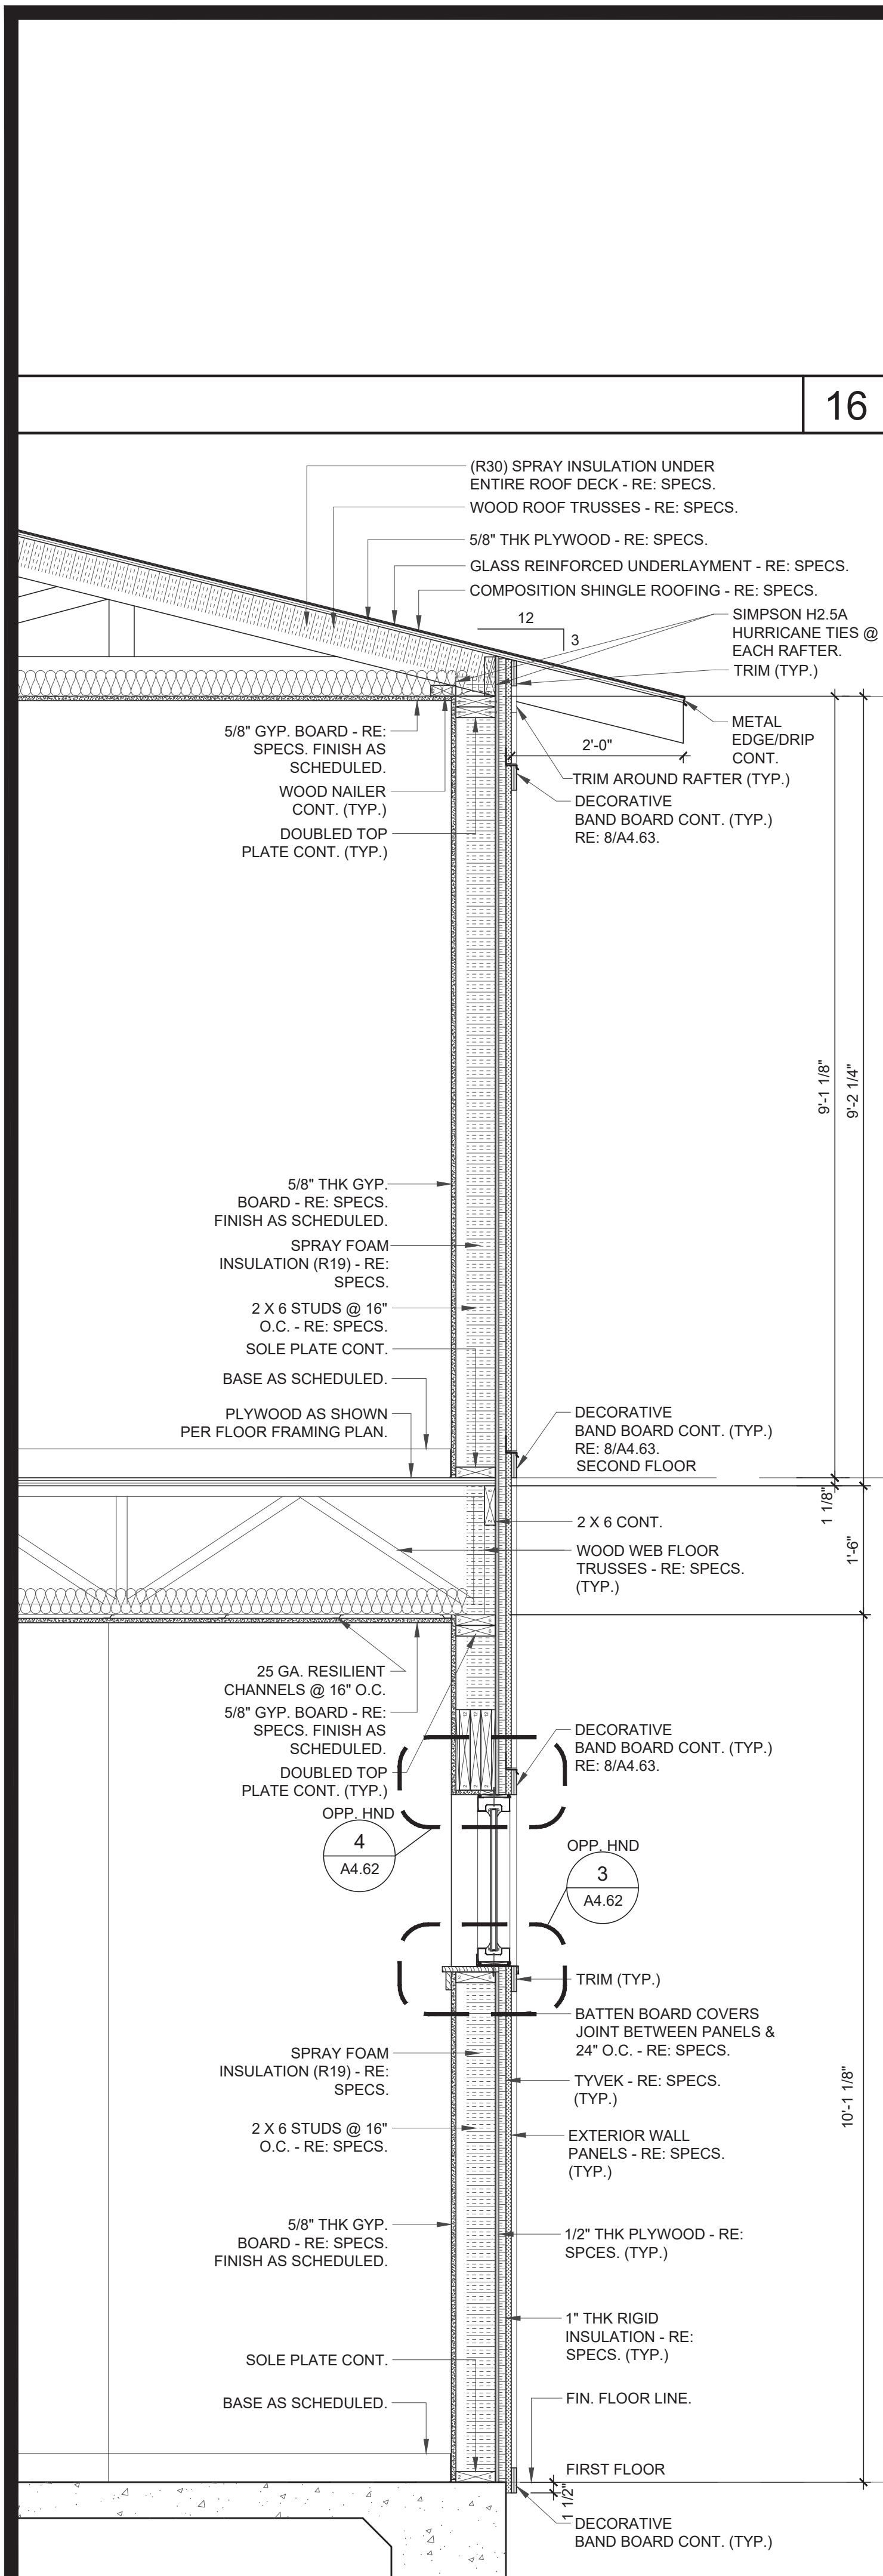 16
(R30) SPRAY INSULATION UNDER
ENTIRE ROOF DECK - RE: SPECS.
WOOD ROOF TRUSSES - RE: SPECS.
5/8" THK PLYWOOD - RE: SPECS.
GLASS REINFORCED UNDERLAYMENT - RE: SPECS.
COMPOSITION SHINGLE ROOFING - RE: SPECS.
12
3
SIMPSON H2.5A
HURRICANE TIES @
EACH RAFTER.
TRIM (TYP.)
METAL
EDGE/DRIP
CONT.
2'-0"
5/8" GYP. BOARD - RE:
SPECS. FINISH AS
SCHEDULED.
WOOD NAILER
CONT. (TYP.)
DOUBLED TOP
PLATE CONT. (TYP.)
TRIM AROUND RAFTER (TYP.)
DECORATIVE
BAND BOARD CONT. (TYP.)
RE: 8/A4.63.
9'-1 1/8"
9'-2 1/4"
5/8" THK GYP.
BOARD - RE: SPECS.
FINISH AS SCHEDULED.
SPRAY FOAM
INSULATION (R19) - RE:
SPECS.
2 X 6 STUDS @ 16"
O.C. - RE: SPECS.
SOLE PLATE CONT.
BASE AS SCHEDULED.
PLYWOOD AS SHOWN
PER FLOOR FRAMING PLAN.
DECORATIVE
BAND BOARD CONT. (TYP.)
RE: 8/A4.63.
SECOND FLOOR
1 1/8"
1'-6"
2 X 6 CONT.
WOOD WEB FLOOR
TRUSSES - RE: SPECS.
(TYP.)
25 GA. RESILIENT
CHANNELS @ 16" O.C.
5/8" GYP. BOARD - RE:
SPECS. FINISH AS
SCHEDULED.
DOUBLED TOP
PLATE CONT. (TYP.)
DECORATIVE
BAND BOARD CONT. (TYP.)
RE: 8/A4.63.
OPP. HND
4
A4.62
OPP. HND
3
A4.62
TRIM (TYP.)
BATTEN BOARD COVERS
JOINT BETWEEN PANELS &
24" O.C. - RE: SPECS.
SPRAY FOAM
INSULATION (R19) - RE:
SPECS.
TYVEK - RE: SPECS.
(TYP.)
10'-1 1/8"
2 X 6 STUDS @ 16"
O.C. - RE: SPECS.
EXTERIOR WALL
PANELS - RE: SPECS.
(TYP.)
5/8" THK GYP.
BOARD - RE: SPECS.
FINISH AS SCHEDULED.
1/2" THK PLYWOOD - RE:
SPCES. (TYP.)
1" THK RIGID
INSULATION - RE:
SPECS. (TYP.)
SOLE PLATE CONT.
BASE AS SCHEDULED.
FIN. FLOOR LINE.
FIRST FLOOR
1 1/2"
DECORATIVE
BAND BOARD CONT. (TYP.)